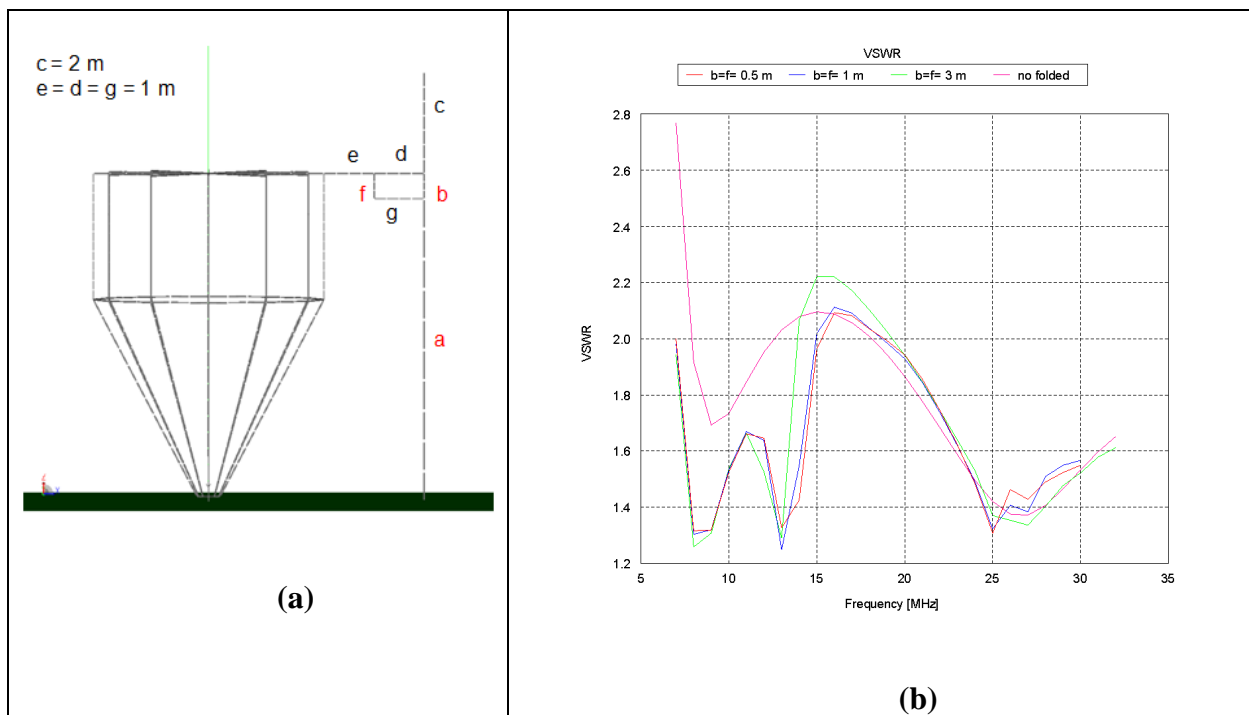 c = 2 m
e = d = g = 1 m
c
e d
f b
g
a
(a)
VSWR
b=f= 0.5 m b=f= 1 m b=f= 3 m no folded
2.8
2.6
2.4
2.2
2.0
1.8
1.6
1.4
1.2
VSWR
5 10 15 20 25 30 35
Frequency [MHz]
(b)